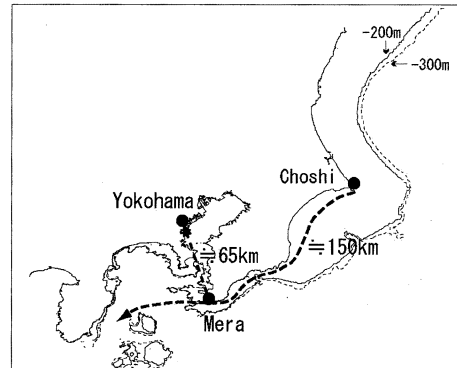 -200m
-300m
Choshi
Yokohama
≒65km
≒150km
Mera